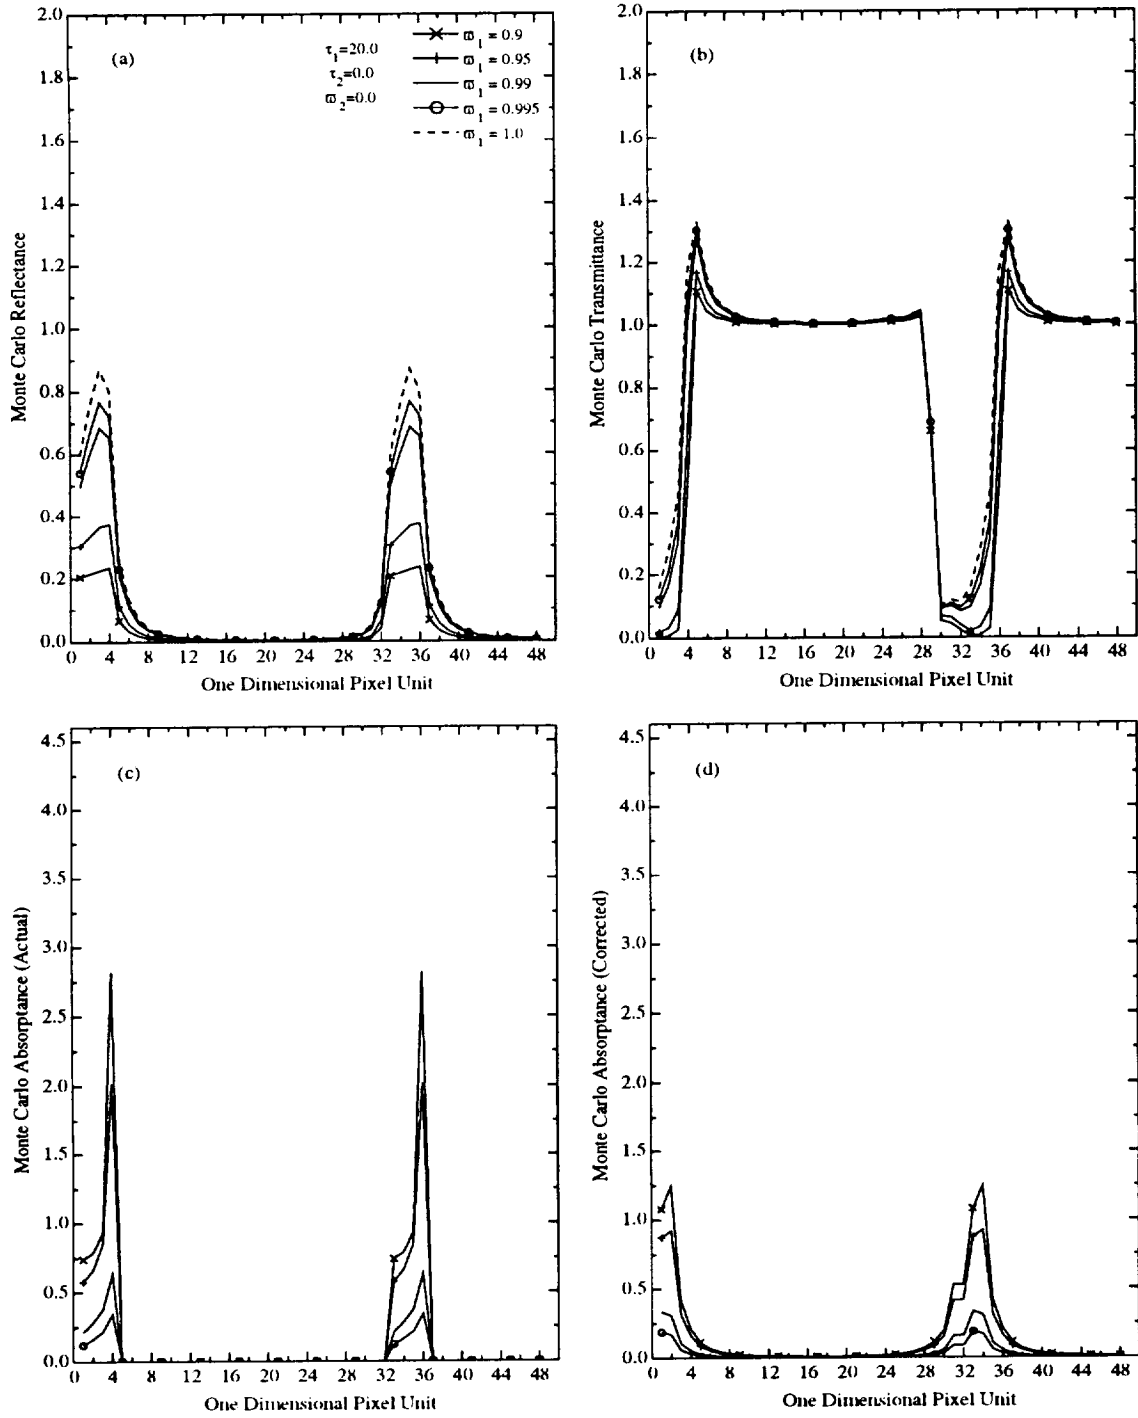 (a)
τ₁=20.0
τ₂=0.0
ϖ₂=0.0
ϖ₁ = 0.9
ϖ₁ = 0.95
ϖ₁ = 0.99
ϖ₁ = 0.995
ϖ₁ = 1.0
2.0
1.8
1.6
1.4
1.2
1.0
0.8
0.6
0.4
0.2
0.0
Monte Carlo Reflectance
0 4 8 12 16 20 24 28 32 36 40 44 48
One Dimensional Pixel Unit
(b)
2.0
1.8
1.6
1.4
1.2
1.0
0.8
0.6
0.4
0.2
0.0
Monte Carlo Transmittance
0 4 8 12 16 20 24 28 32 36 40 44 48
One Dimensional Pixel Unit
(c)
4.5
4.0
3.5
3.0
2.5
2.0
1.5
1.0
0.5
0.0
Monte Carlo Absorptance (Actual)
0 4 8 12 16 20 24 28 32 36 40 44 48
One Dimensional Pixel Unit
(d)
4.5
4.0
3.5
3.0
2.5
2.0
1.5
1.0
0.5
0.0
Monte Carlo Absorptance (Corrected)
0 4 8 12 16 20 24 28 32 36 40 44 48
One Dimensional Pixel Unit